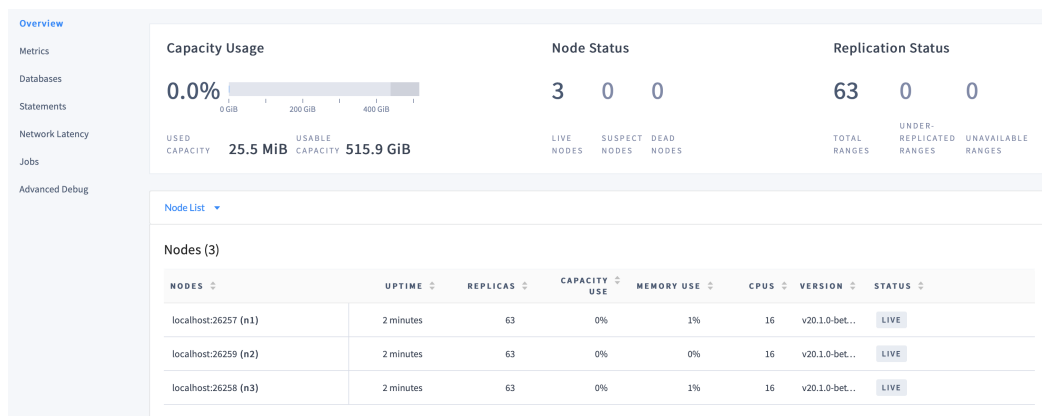 Overview
Metrics
Databases
Statements
Network Latency
Jobs
Advanced Debug
Capacity Usage
0.0%
0 GiB 200 GiB 400 GiB
USED CAPACITY 25.5 MiB USABLE CAPACITY 515.9 GiB
Node Status
3 0 0
LIVE NODES SUSPECT NODES DEAD NODES
Replication Status
63 0 0
TOTAL RANGES UNDER-REPLICATED RANGES UNAVAILABLE RANGES
Node List
Nodes (3)
NODES UPTIME REPLICAS CAPACITY USE MEMORY USE CPUS VERSION STATUS
localhost:26257 (n1) 2 minutes 63 0% 1% 16 v20.1.0-bet... LIVE
localhost:26259 (n2) 2 minutes 63 0% 0% 16 v20.1.0-bet... LIVE
localhost:26258 (n3) 2 minutes 63 0% 1% 16 v20.1.0-bet... LIVE